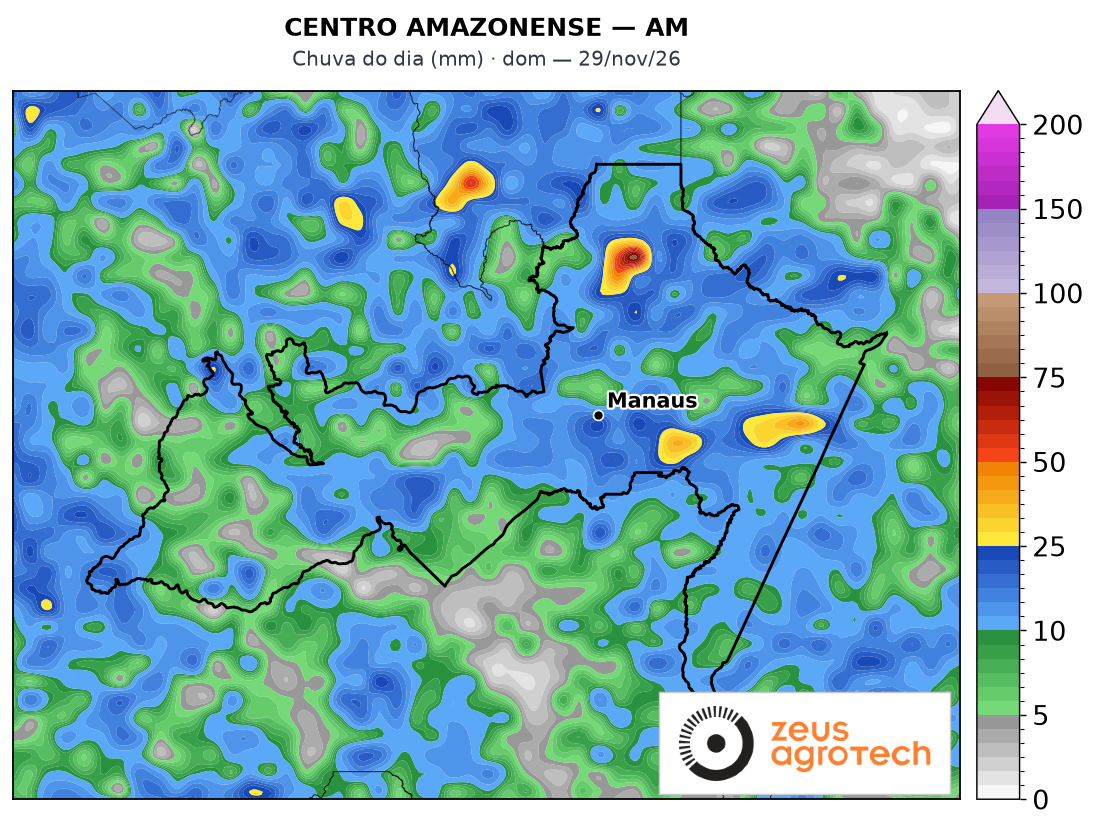 CENTRO AMAZONENSE — AM
Chuva do dia (mm) · dom — 29/nov/26
200
150
100
75
50
25
10
5
0
Manaus
zeus
agrotech